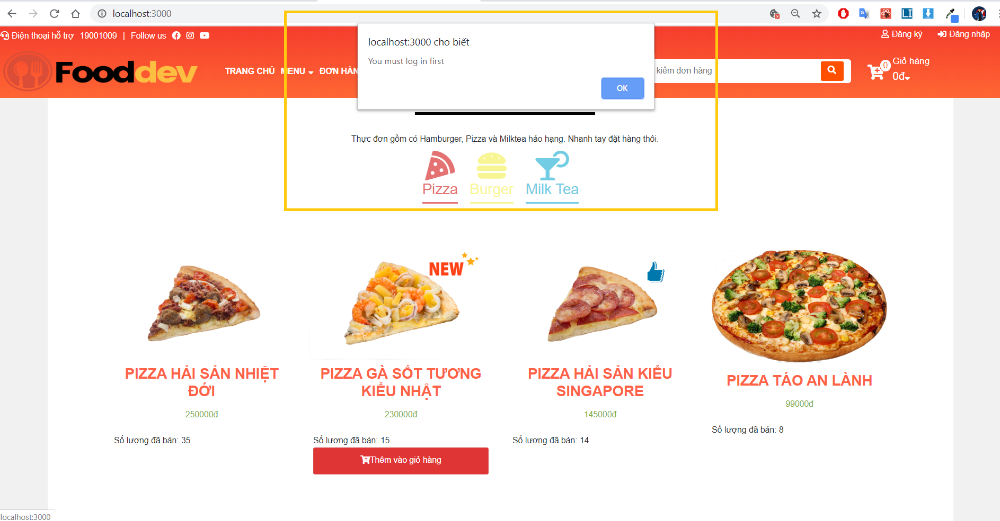 localhost:3000
Điện thoại hỗ trợ 19001009 | Follow us
Đăng ký Đăng nhập
localhost:3000 cho biết
You must log in first
OK
Fooddev
TRANG CHỦ MENU ĐƠN HÀN
kiếm đơn hàng
0
Giỏ hàng
0đ
Thực đơn gồm có Hamburger, Pizza và Milktea hảo hạng. Nhanh tay đặt hàng thôi.
Pizza Burger Milk Tea
NEW
PIZZA HẢI SẢN NHIỆT
ĐỚI
250000đ
Số lượng đã bán: 35
PIZZA GÀ SỐT TƯƠNG
KIỂU NHẬT
230000đ
Số lượng đã bán: 15
Thêm vào giỏ hàng
PIZZA HẢI SẢN KIỂU
SINGAPORE
145000đ
Số lượng đã bán: 14
PIZZA TÁO AN LÀNH
99000đ
Số lượng đã bán: 8
localhost:3000